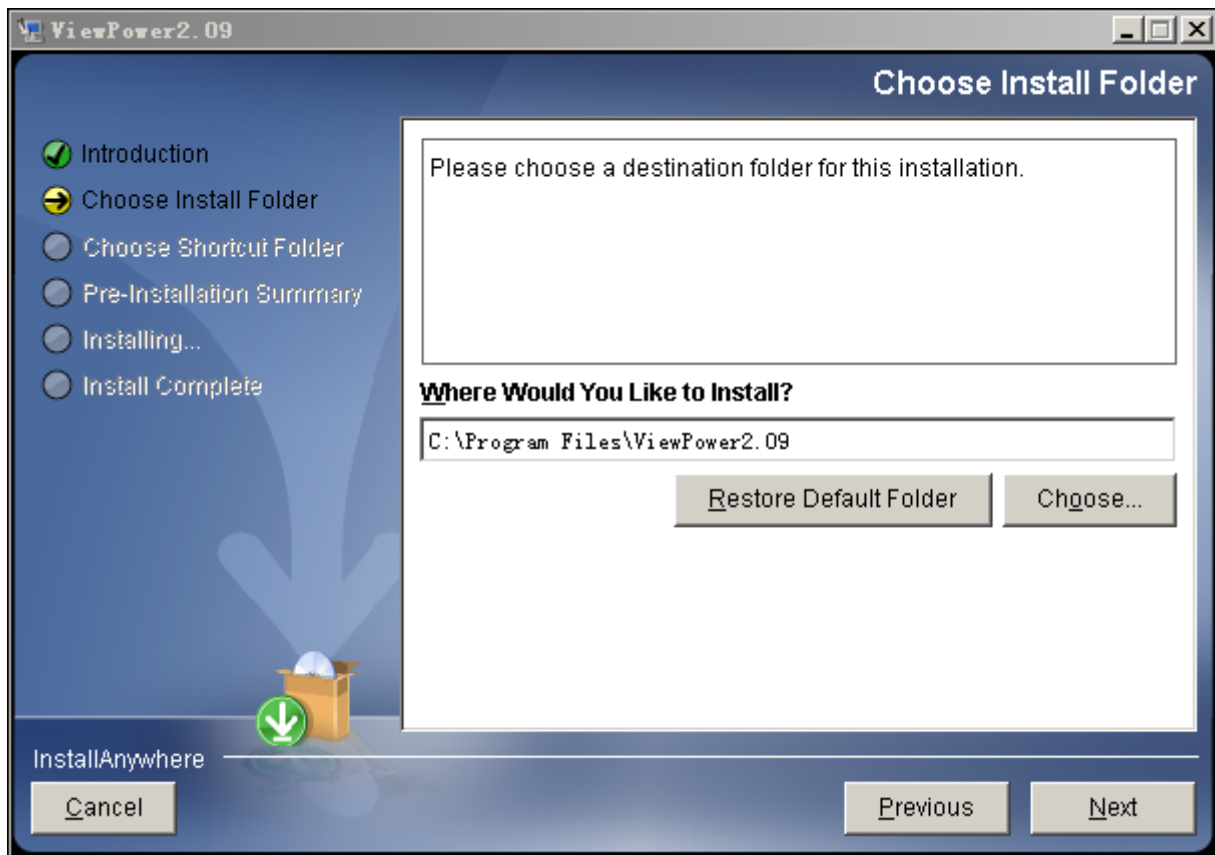 ViewPower2.09
Choose Install Folder
Introduction
Choose Install Folder
Choose Shortcut Folder
Pre-Installation Summary
Installing...
Install Complete
Please choose a destination folder for this installation.
Where Would You Like to Install?
C:\Program Files\ViewPower2.09
Restore Default Folder
Choose...
InstallAnywhere
Cancel
Previous
Next